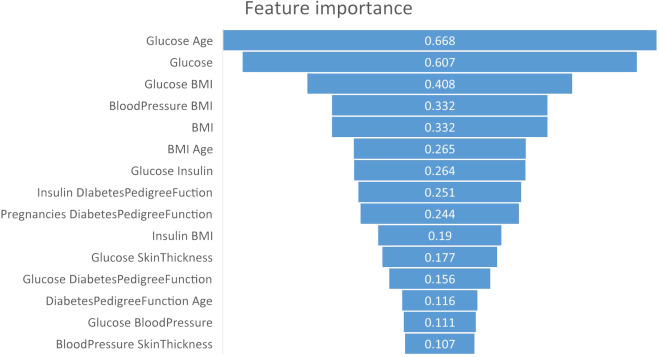 Feature importance
Glucose Age 0.668
Glucose 0.607
Glucose BMI 0.408
BloodPressure BMI 0.332
BMI 0.332
BMI Age 0.265
Glucose Insulin 0.264
Insulin DIabetesPedigreeFuction 0.251
Pregnancies DiabetesPedigreeFunction 0.244
Insulin BMI 0.19
Glucose SkinThickness 0.177
Glucose DiabetesPedigreeFunction 0.156
DiabetesPedigreeFunction Age 0.116
Glucose BloodPressure 0.111
BloodPressure SkinThickness 0.107